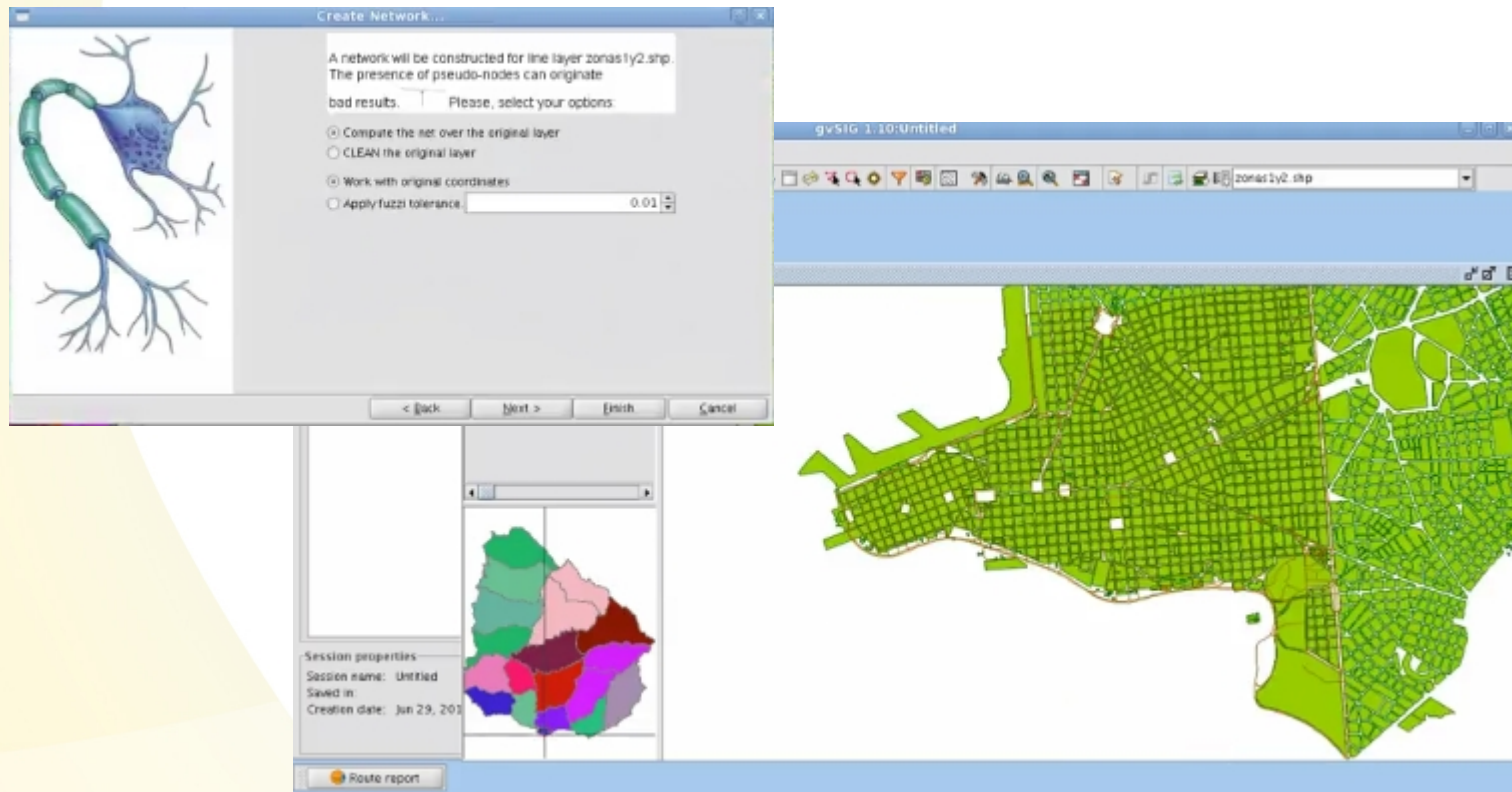 Create Network...
A network will be constructed for line layer zonas1y2.shp.
The presence of pseudo-nodes can originate
bad results. Please, select your options:
Compute the net over the original layer
CLEAN the original layer
Work with original coordinates
Apply fuzzi tolerance. 0.01
< Back Next > Finish Cancel
gvSIG 1.10:Untitled
zonas1y2.shp
Session properties
Session name: Untitled
Saved in:
Creation date: Jun 29, 201
Route report